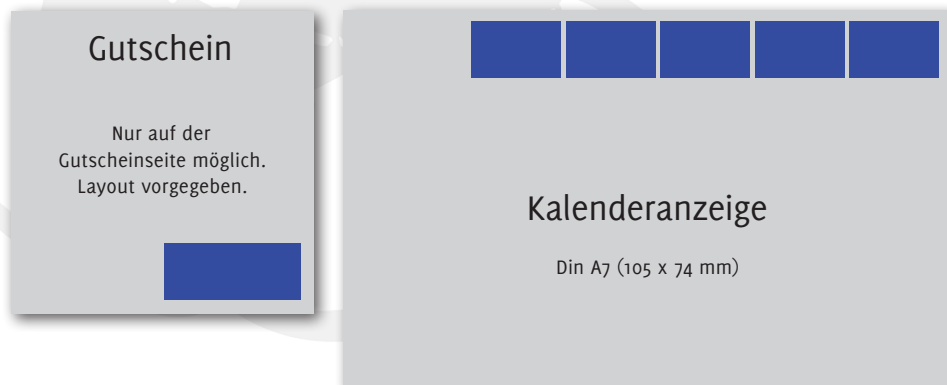 Gutschein
Nur auf der
Gutscheinseite möglich.
Layout vorgegeben.
Kalenderanzeige
Din A7 (105 x 74 mm)